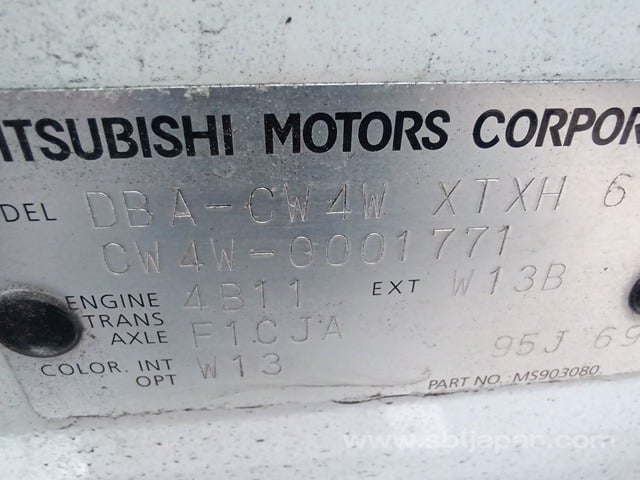 MITSUBISHI MOTORS CORPOR
DEL DBA-CW4W XTXH 6
CW4W-0001771
ENGINE 4B11 EXT W13B
TRANS AXLE F1CJA
95J 69
COLOR. INT W13
OPT
PART NO. MS903080.
www.sbtjapan.com